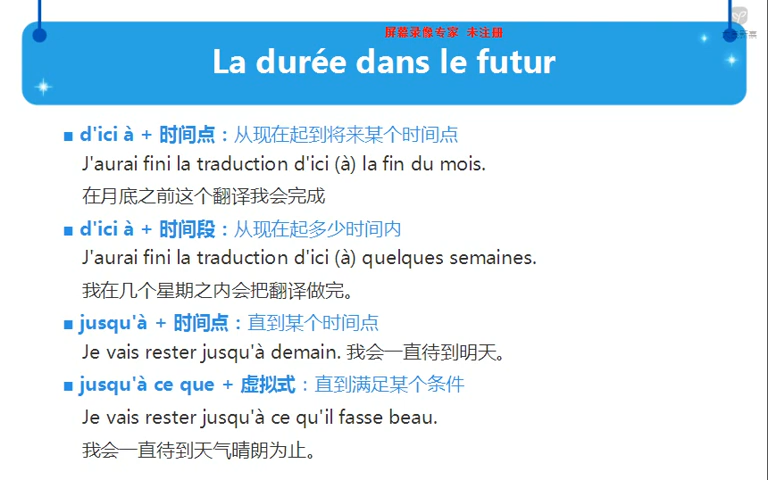 屏幕录像专家 未注册
La durée dans le futur
■ d'ici à + 时间点：从现在起到将来某个时间点
J'aurai fini la traduction d'ici (à) la fin du mois.
在月底之前这个翻译我会完成
■ d'ici à + 时间段：从现在起多少时间内
J'aurai fini la traduction d'ici (à) quelques semaines.
我在几个星期之内会把翻译做完。
■ jusqu'à + 时间点：直到某个时间点
Je vais rester jusqu'à demain. 我会一直待到明天。
■ jusqu'à ce que + 虚拟式：直到满足某个条件
Je vais rester jusqu'à ce qu'il fasse beau.
我会一直待到天气晴朗为止。